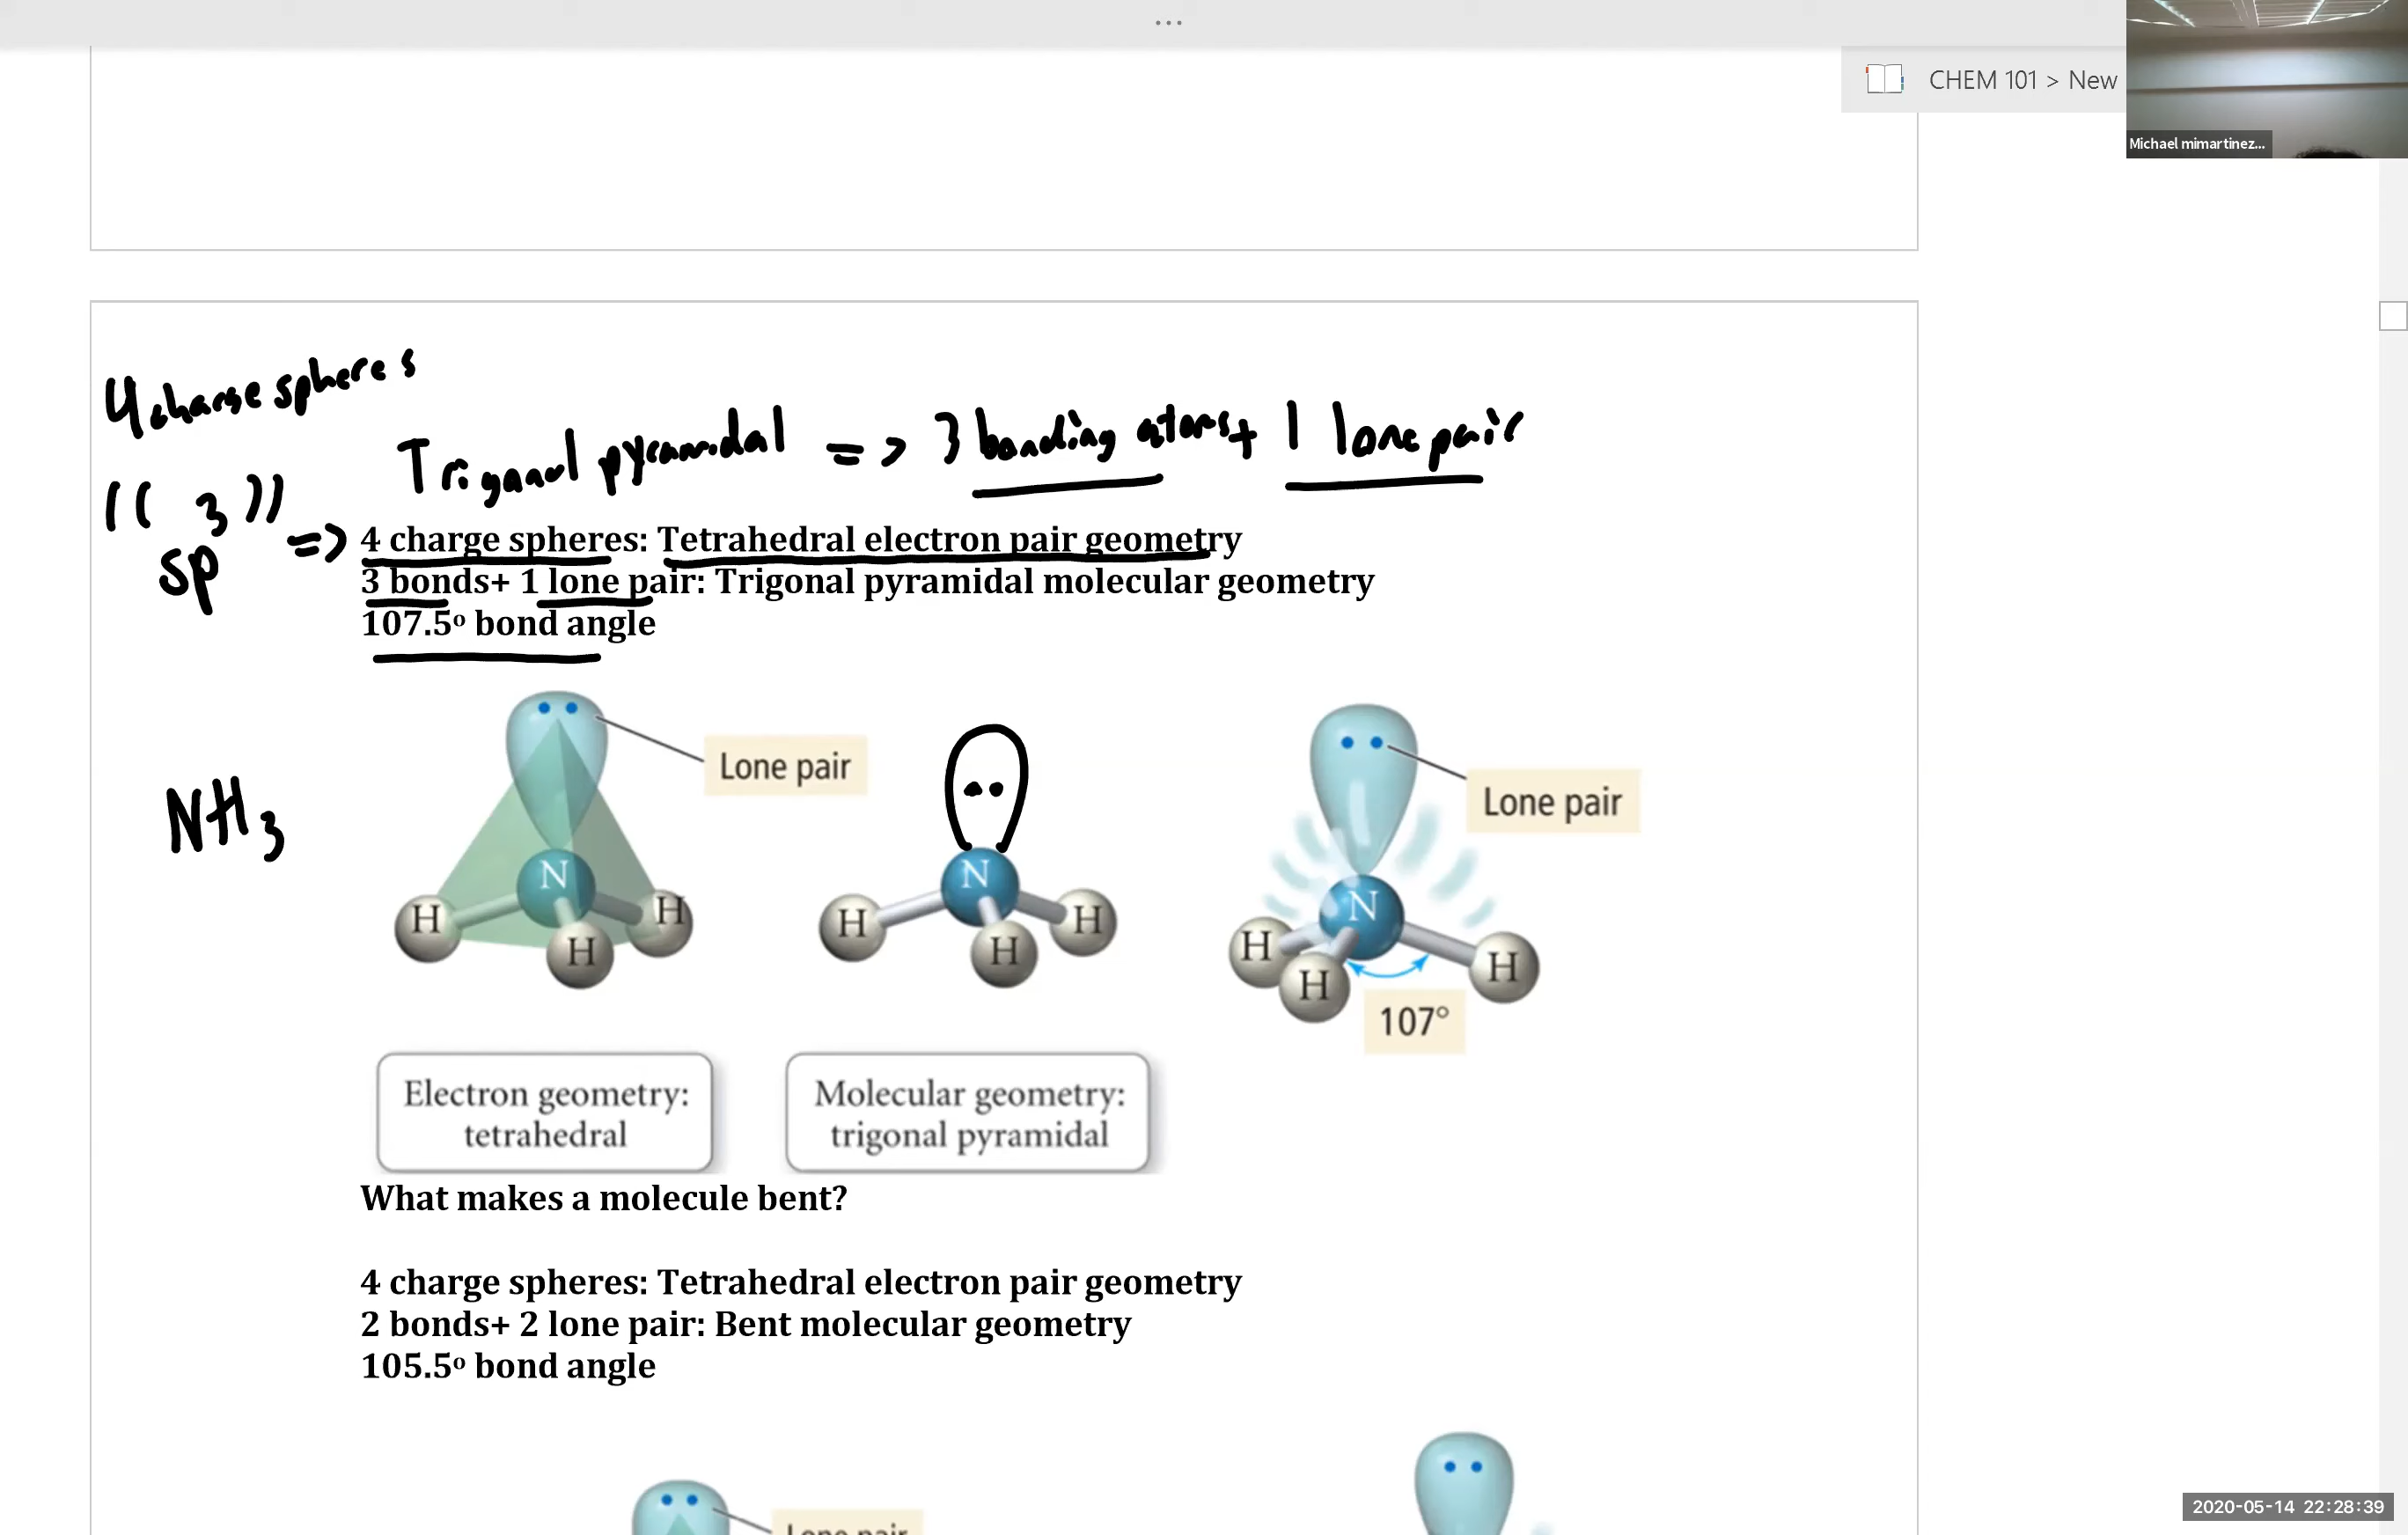 ...
CHEM 101 > New
Michael mimartinez...
4 charge spheres
Trigonal pyramidal => 3 bonding atoms + 1 lone pair
(( sp3 )) =>
4 charge spheres: Tetrahedral electron pair geometry
3 bonds+ 1 lone pair: Trigonal pyramidal molecular geometry
107.5º bond angle
NH3
Lone pair
N
H
H
H
N
H
H
H
Lone pair
N
H
H
H
107°
Electron geometry:
tetrahedral
Molecular geometry:
trigonal pyramidal
What makes a molecule bent?
4 charge spheres: Tetrahedral electron pair geometry
2 bonds+ 2 lone pair: Bent molecular geometry
105.5º bond angle
Lone pair
2020-05-14 22:28:39